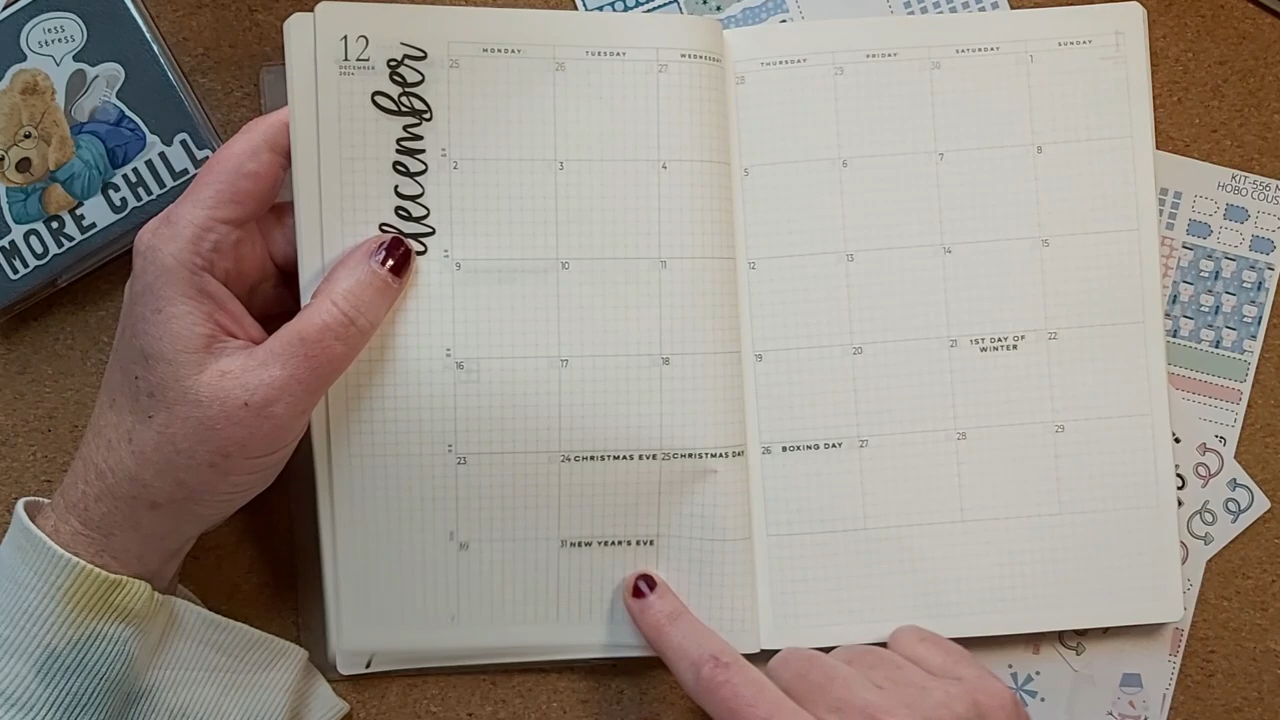 less
stress
MORE CHILL
12
DECEMBER
2024
december
MONDAY
TUESDAY
WEDNESDAY
THURSDAY
FRIDAY
SATURDAY
SUNDAY
25
26
27
28
29
30
1
2
3
4
5
6
7
8
9
10
11
12
13
14
15
16
17
18
19
20
21 1ST DAY OF
WINTER
22
23
24 CHRISTMAS EVE
25 CHRISTMAS DAY
26 BOXING DAY
27
28
29
30
31 NEW YEAR'S EVE
KIT-556
HOBO COUS